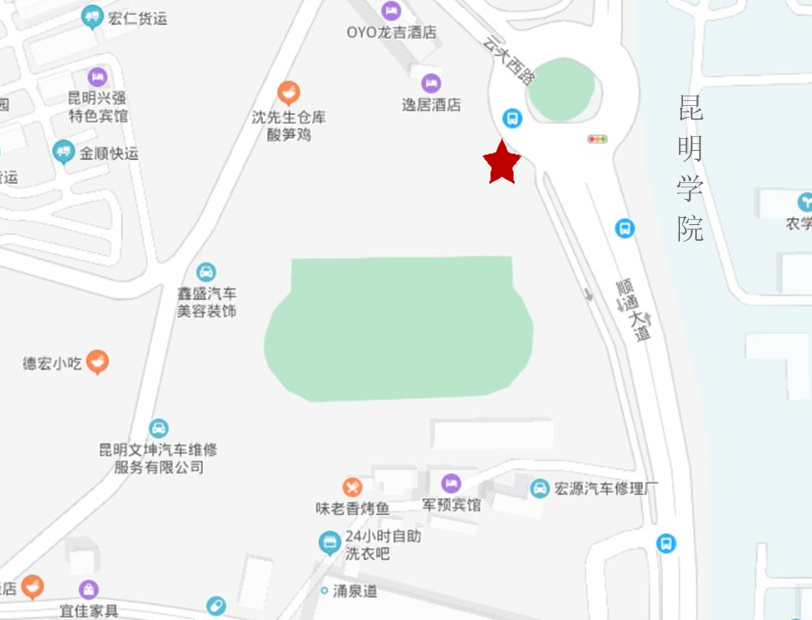 宏仁货运
OYO龙吉酒店
云大西路
昆明兴强
特色宾馆
逸居酒店
园
沈先生仓库
酸笋鸡
金顺快运
货运
昆
明
学
院
农学
鑫盛汽车
美容装饰
顺通大道
德宏小吃
昆明文坤汽车维修
服务有限公司
味老香烤鱼
军预宾馆
宏源汽车修理厂
24小时自助
洗衣吧
涌泉道
店
宜佳家具